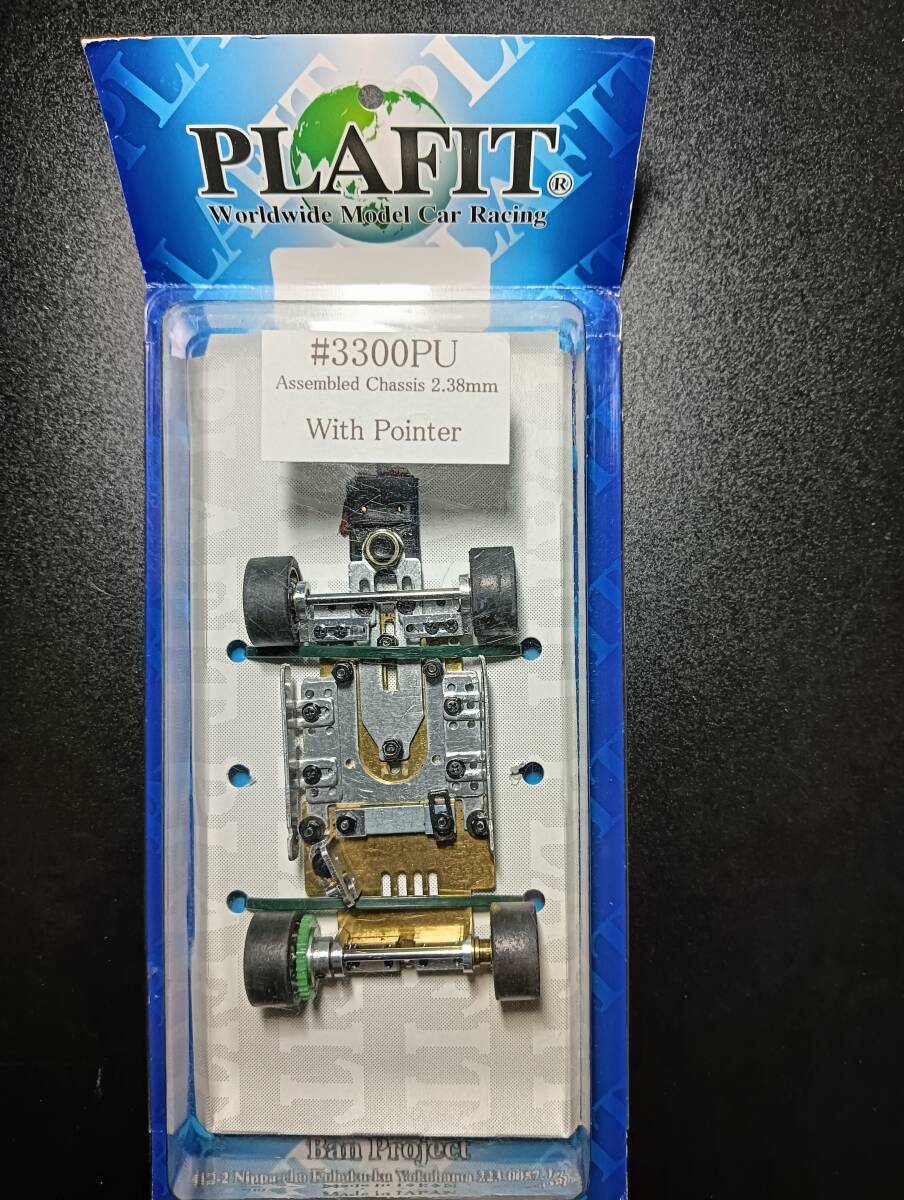 PLAFIT®
Worldwide Model Car Racing
#3300PU
Assembled Chassis 2.38mm
With Pointer
Ban Project
Made in JAPAN